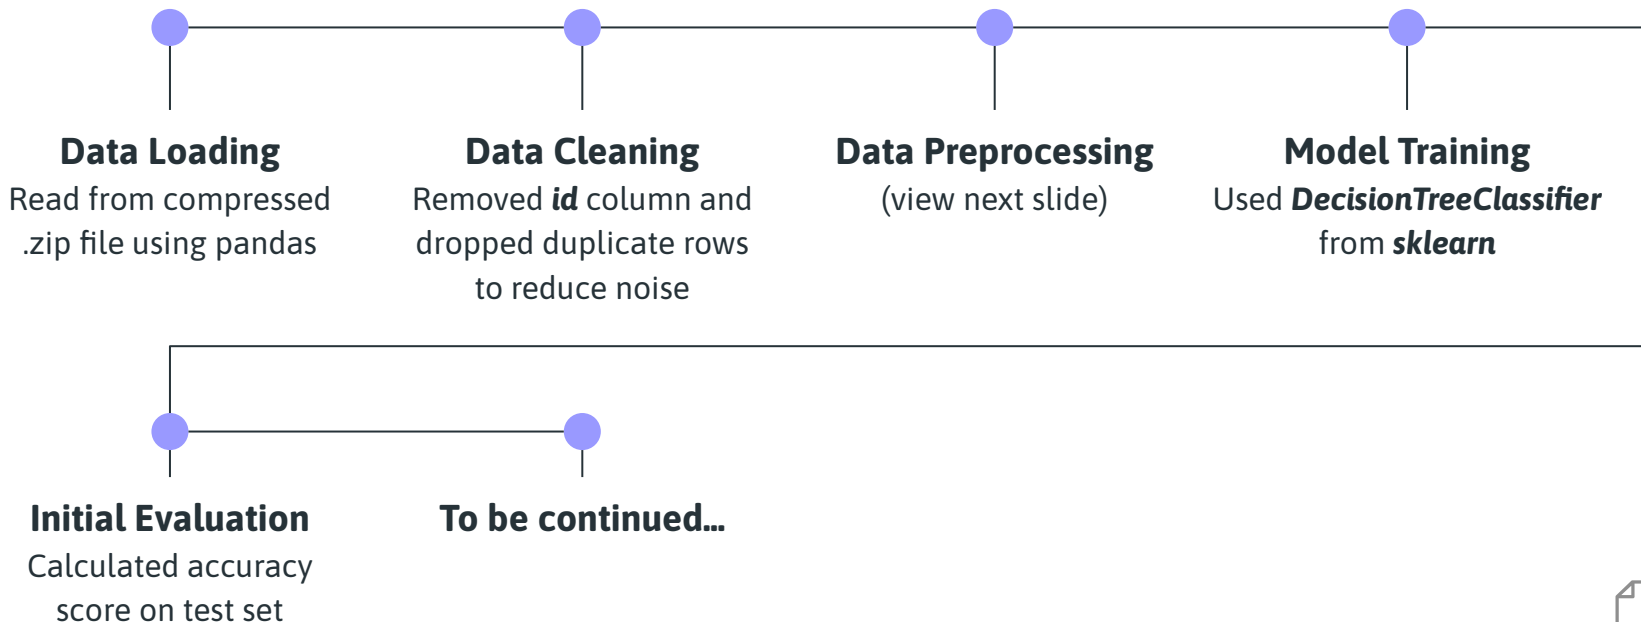 Data Loading
Read from compressed
.zip file using pandas
Data Cleaning
Removed id column and
dropped duplicate rows
to reduce noise
Data Preprocessing
(view next slide)
Model Training
Used DecisionTreeClassifier
from sklearn
Initial Evaluation
Calculated accuracy
score on test set
To be continued...